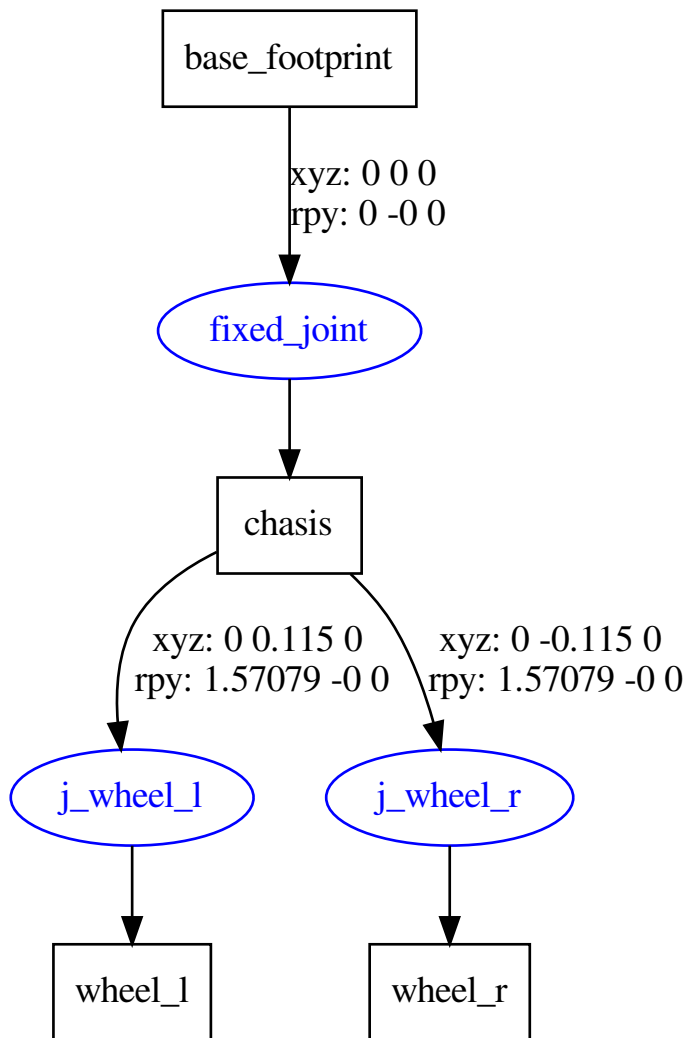 base_footprint
xyz: 0 0 0
rpy: 0 -0 0
fixed_joint
chasis
xyz: 0 0.115 0
rpy: 1.57079 -0 0
xyz: 0 -0.115 0
rpy: 1.57079 -0 0
j_wheel_l
j_wheel_r
wheel_l
wheel_r